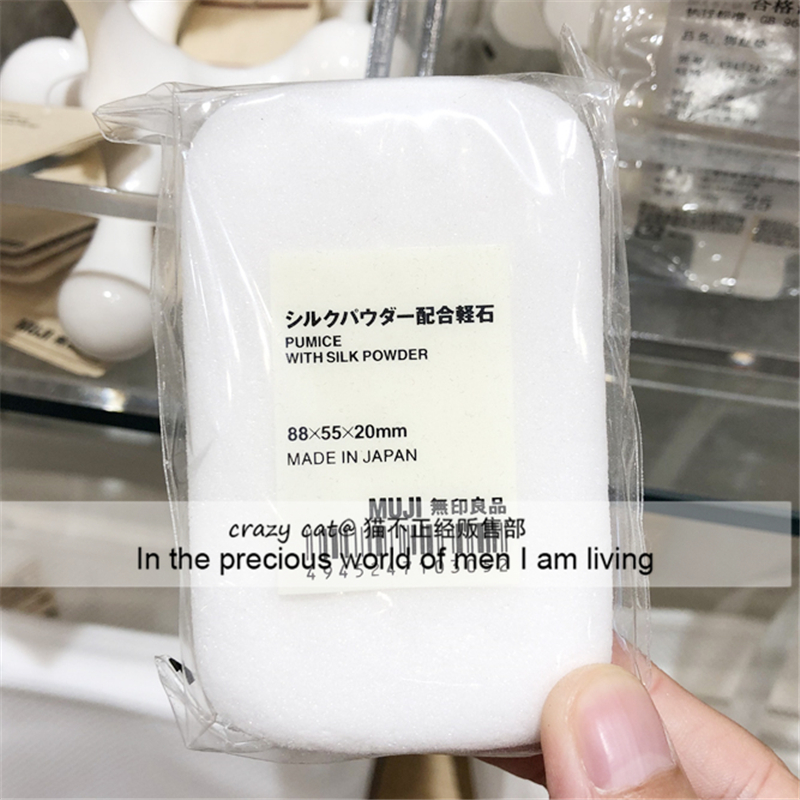 シルクパウダー配合軽石
PUMICE
WITH SILK POWDER
88×55×20mm
MADE IN JAPAN
MUJI 無印良品
crazy cat@ 猫不正经贩售部
In the precious world of men I am living
MUJI
25